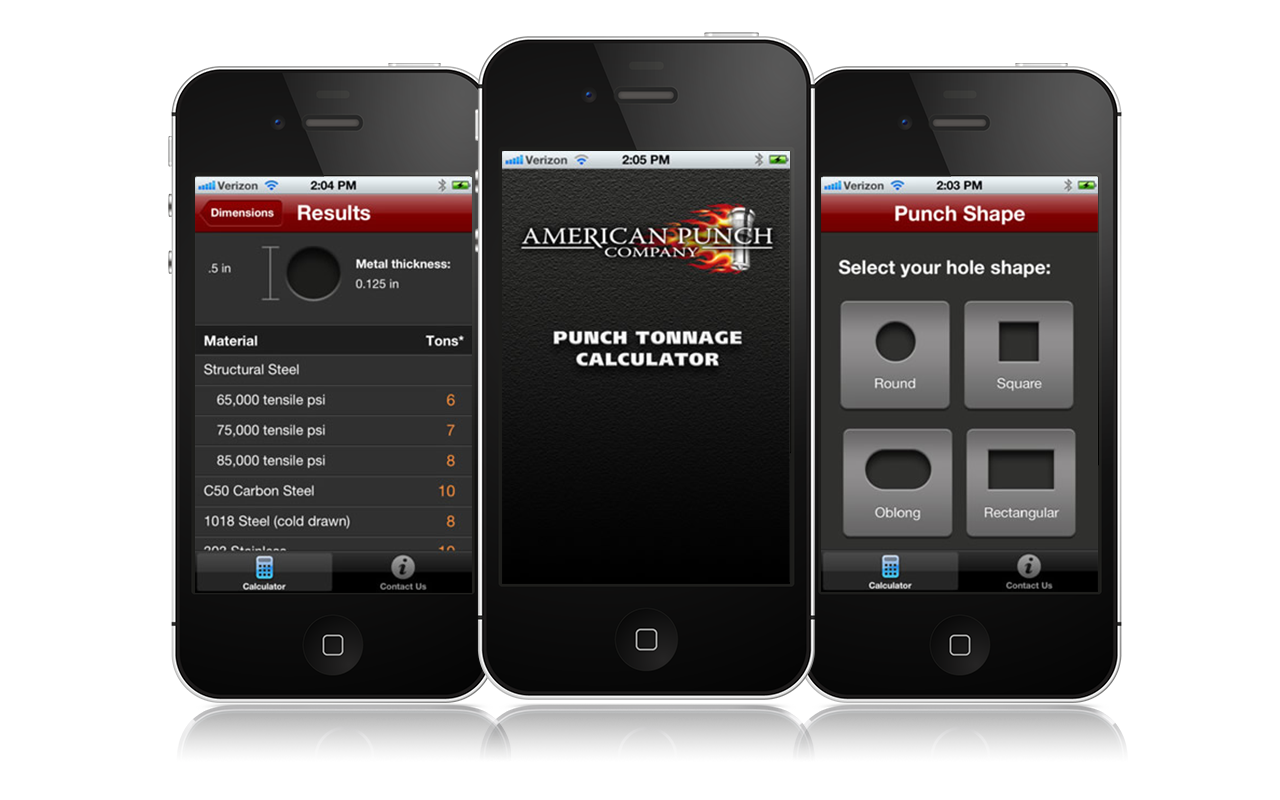 Verizon 2:04 PM
Dimensions Results
.5 in
Metal thickness:
0.125 in
Material Tons*
Structural Steel
65,000 tensile psi 6
75,000 tensile psi 7
85,000 tensile psi 8
C50 Carbon Steel 10
1018 Steel (cold drawn) 8
Calculator Contact Us
Verizon 2:05 PM
AMERICAN PUNCH
COMPANY
PUNCH TONNAGE
CALCULATOR
Verizon 2:03 PM
Punch Shape
Select your hole shape:
Round Square
Oblong Rectangular
Calculator Contact Us